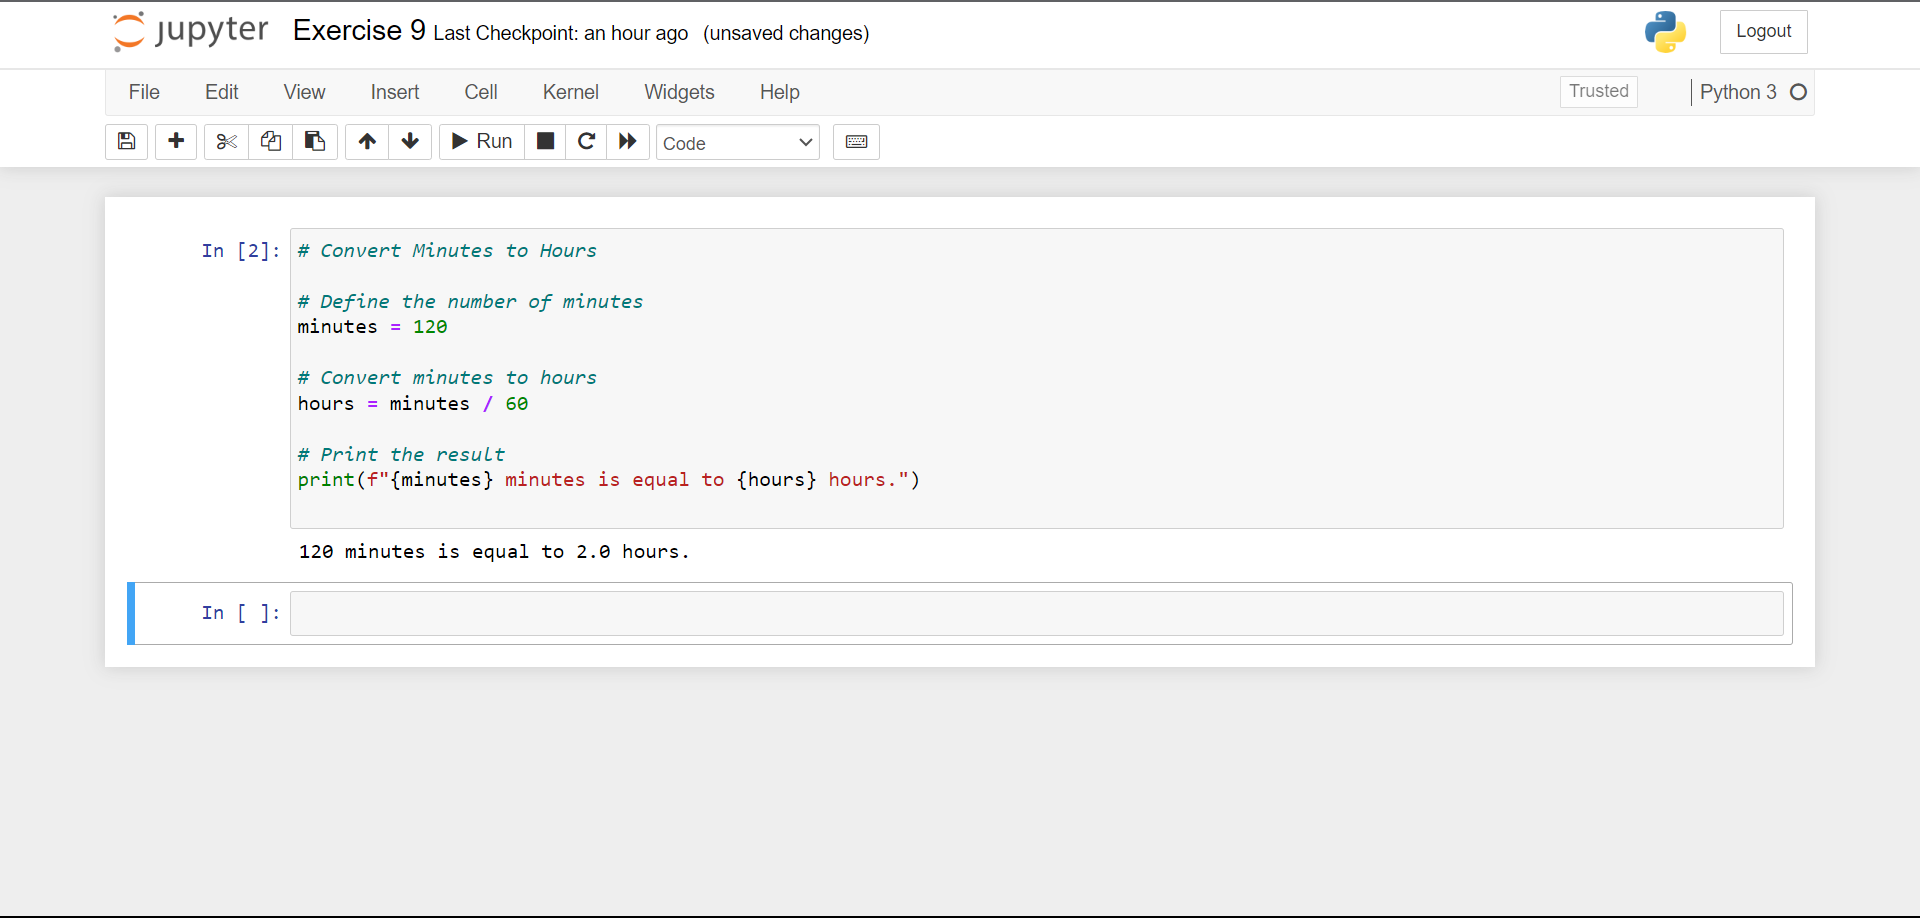 jupyter Exercise 9 Last Checkpoint: an hour ago (unsaved changes)
Logout
File Edit View Insert Cell Kernel Widgets Help
Trusted
Python 3
Run
Code
In [2]:
# Convert Minutes to Hours
# Define the number of minutes
minutes = 120
# Convert minutes to hours
hours = minutes / 60
# Print the result
print(f"{minutes} minutes is equal to {hours} hours.")
120 minutes is equal to 2.0 hours.
In [ ]: